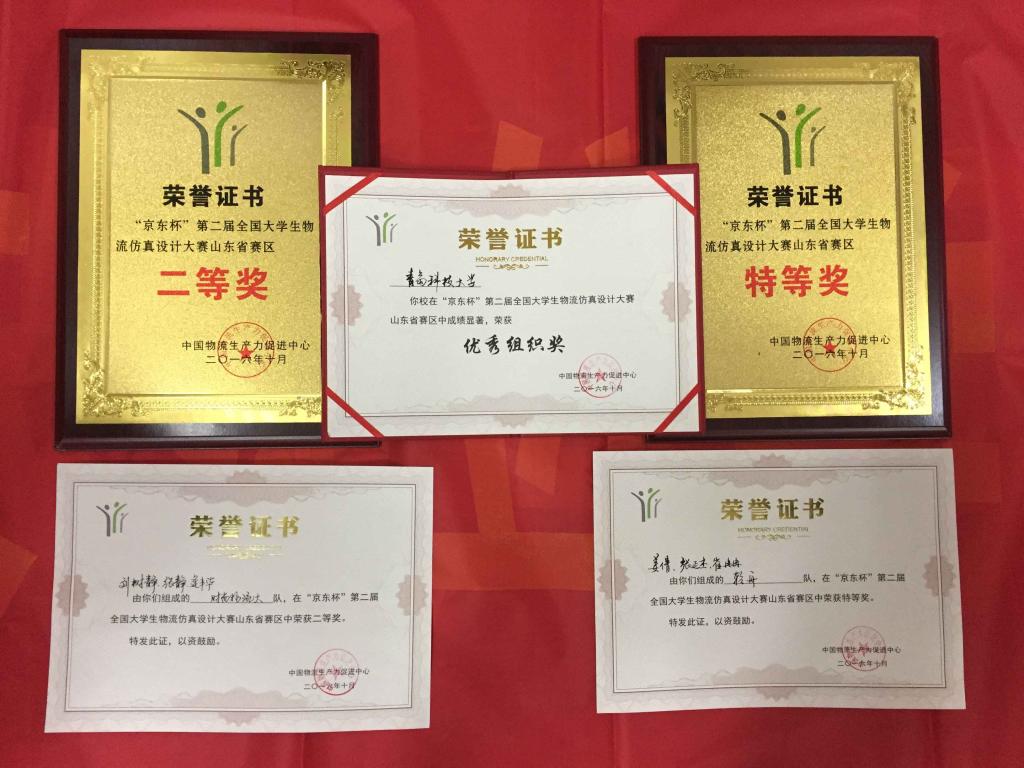 荣誉证书
“京东杯”第二届全国大学生物
流仿真设计大赛山东省赛区
二等奖
中国物流生产力促进中心
二〇一六年十月
荣誉证书
HONORARY CREDENTIAL
青岛科技大学
你校在“京东杯”第二届全国大学生物流仿真设计大赛
山东省赛区中成绩显著，荣获
优秀组织奖
中国物流生产力促进中心
二〇一六年十月
荣誉证书
“京东杯”第二届全国大学生物
流仿真设计大赛山东省赛区
特等奖
中国物流生产力促进中心
二〇一六年十月
荣誉证书
刘树静、张静
由你们组成的 队，在“京东杯”第二届
全国大学生物流仿真设计大赛山东省赛区中荣获二等奖。
特发此证，以资鼓励。
中国物流生产力促进中心
二〇一六年十月
荣誉证书
HONORARY CREDENTIAL
姜倩、张延杰、崔冉冉
由你们组成的 队，在“京东杯”第二届
全国大学生物流仿真设计大赛山东省赛区中荣获特等奖。
特发此证，以资鼓励。
中国物流生产力促进中心
二〇一六年十月